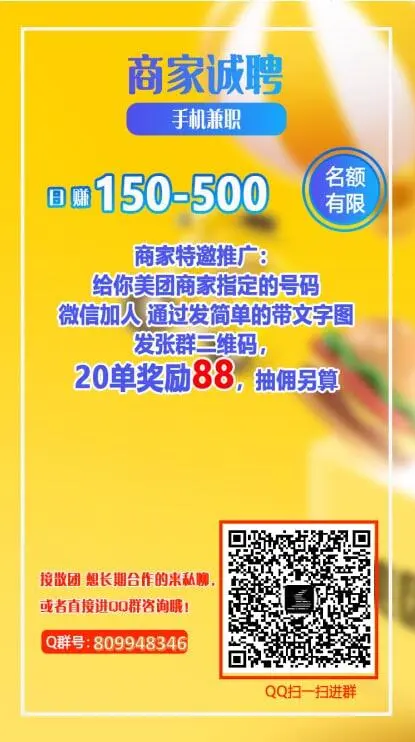 商家诚聘
手机兼职
日赚150-500
名额
有限
商家特邀推广：
给你美团商家指定的号码
微信加人 通过发简单的带文字图
发张群二维码，
20单奖励88，抽佣另算
接散团 想长期合作的来私聊，
或者直接进QQ群咨询哦！
Q群号：809948346
QQ扫一扫进群